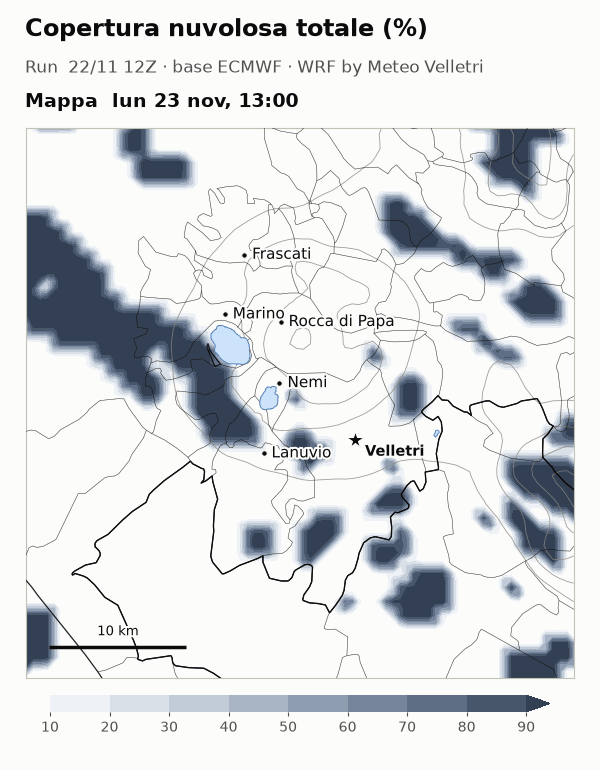 Copertura nuvolosa totale (%)
Run  22/11 12Z · base ECMWF · WRF by Meteo Velletri
Mappa  lun 23 nov, 13:00
Frascati
Marino
Rocca di Papa
Nemi
Velletri
Lanuvio
10 km
10 20 30 40 50 60 70 80 90